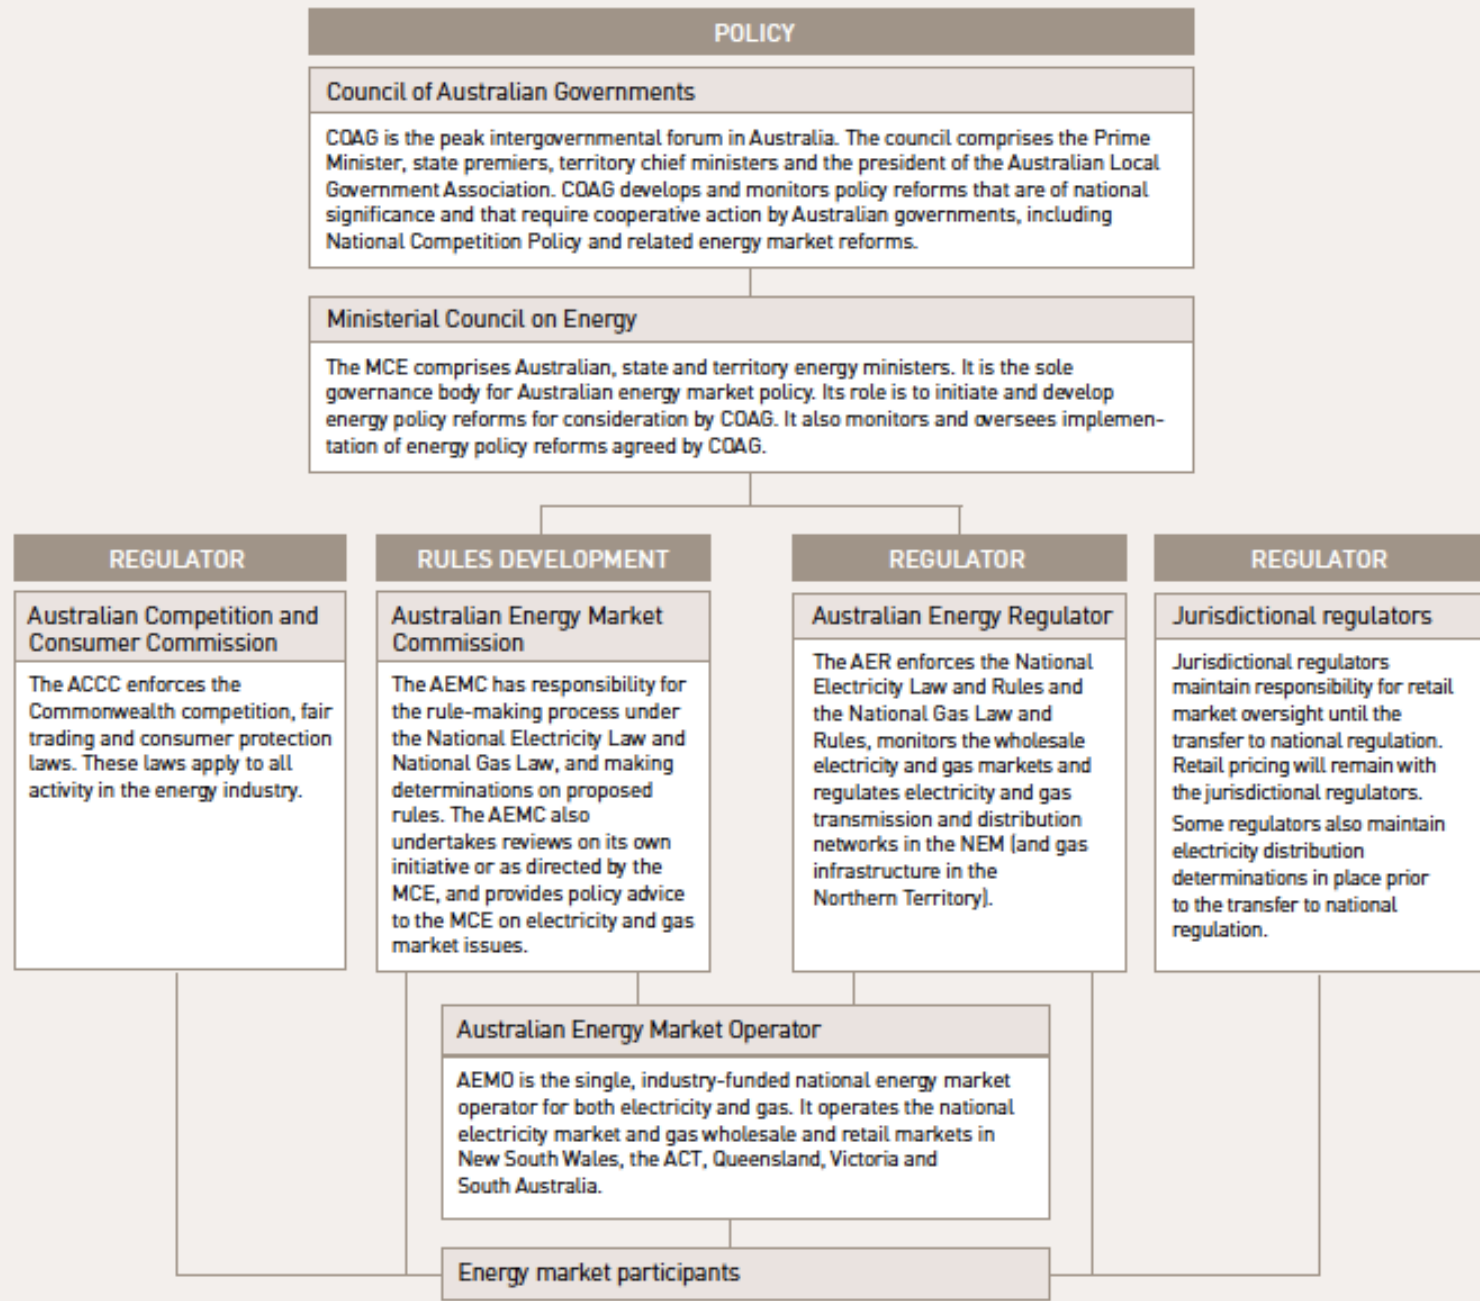 POLICY
Council of Australian Governments
COAG is the peak intergovernmental forum in Australia. The council comprises the Prime
Minister, state premiers, territory chief ministers and the president of the Australian Local
Government Association. COAG develops and monitors policy reforms that are of national
significance and that require cooperative action by Australian governments, including
National Competition Policy and related energy market reforms.
Ministerial Council on Energy
The MCE comprises Australian, state and territory energy ministers. It is the sole
governance body for Australian energy market policy. Its role is to initiate and develop
energy policy reforms for consideration by COAG. It also monitors and oversees implemen-
tation of energy policy reforms agreed by COAG.
REGULATOR
Australian Competition and
Consumer Commission
The ACCC enforces the
Commonwealth competition, fair
trading and consumer protection
laws. These laws apply to all
activity in the energy industry.
RULES DEVELOPMENT
Australian Energy Market
Commission
The AEMC has responsibility for
the rule-making process under
the National Electricity Law and
National Gas Law, and making
determinations on proposed
rules. The AEMC also
undertakes reviews on its own
initiative or as directed by the
MCE, and provides policy advice
to the MCE on electricity and gas
market issues.
REGULATOR
Australian Energy Regulator
The AER enforces the National
Electricity Law and Rules and
the National Gas Law and
Rules, monitors the wholesale
electricity and gas markets and
regulates electricity and gas
transmission and distribution
networks in the NEM (and gas
infrastructure in the
Northern Territory).
REGULATOR
Jurisdictional regulators
Jurisdictional regulators
maintain responsibility for retail
market oversight until the
transfer to national regulation.
Retail pricing will remain with
the jurisdictional regulators.
Some regulators also maintain
electricity distribution
determinations in place prior
to the transfer to national
regulation.
Australian Energy Market Operator
AEMO is the single, industry-funded national energy market
operator for both electricity and gas. It operates the national
electricity market and gas wholesale and retail markets in
New South Wales, the ACT, Queensland, Victoria and
South Australia.
Energy market participants